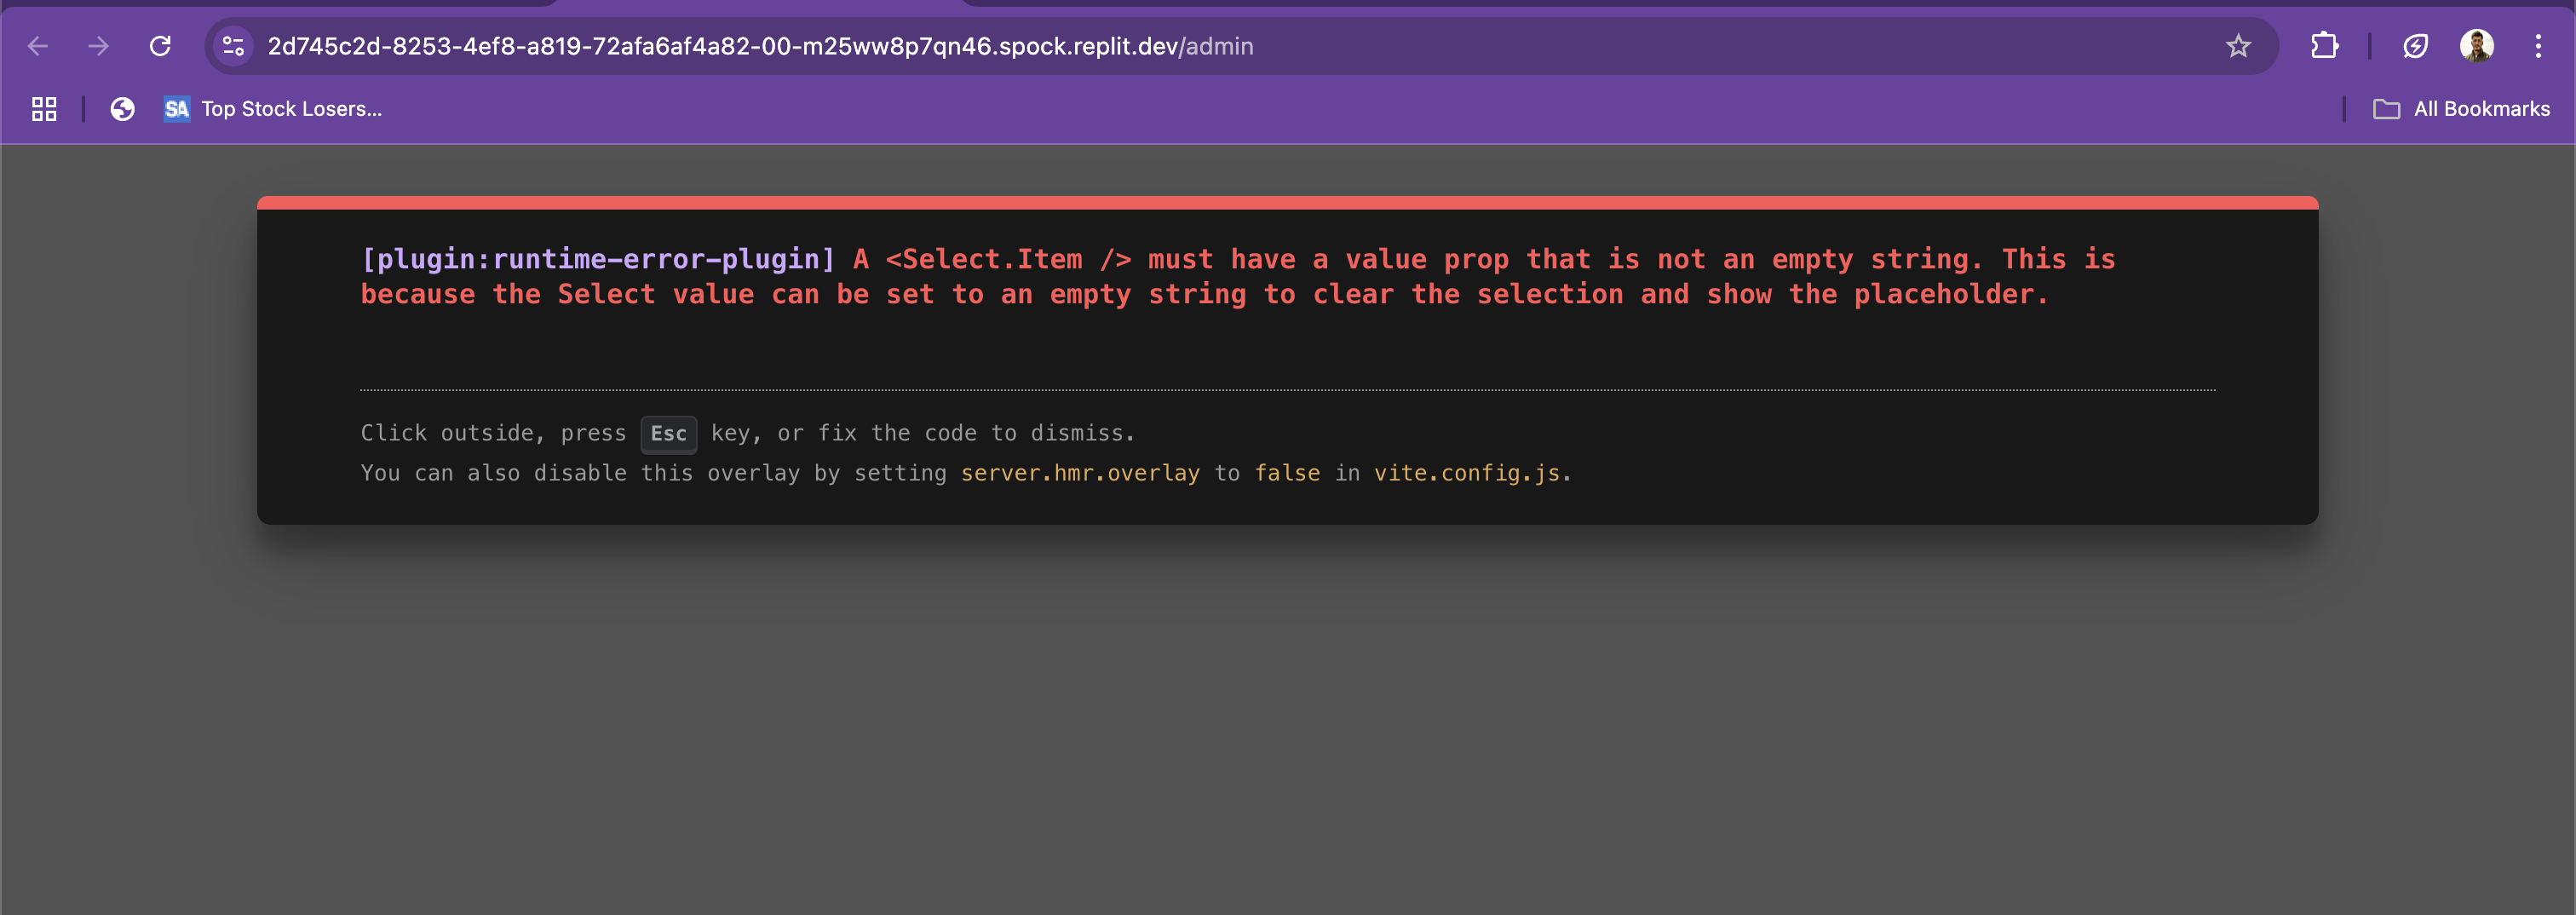 2d745c2d-8253-4ef8-a819-72afa6af4a82-00-m25ww8p7qn46.spock.replit.dev/admin
SA Top Stock Losers...
All Bookmarks
[plugin:runtime-error-plugin] A <Select.Item /> must have a value prop that is not an empty string. This is
because the Select value can be set to an empty string to clear the selection and show the placeholder.
Click outside, press Esc key, or fix the code to dismiss.
You can also disable this overlay by setting server.hmr.overlay to false in vite.config.js.